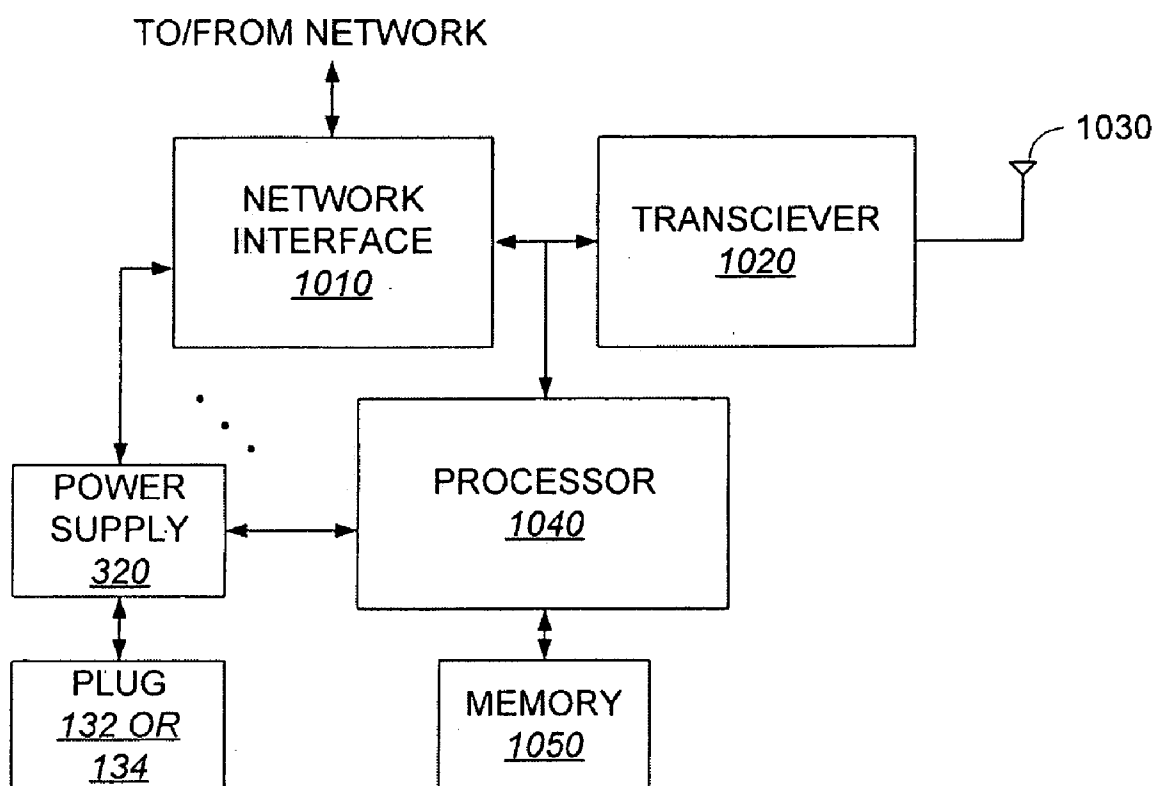 TO/FROM NETWORK
1030
NETWORK
INTERFACE
1010
TRANSCIEVER
1020
POWER
SUPPLY
320
PROCESSOR
1040
PLUG
132 OR
134
MEMORY
1050